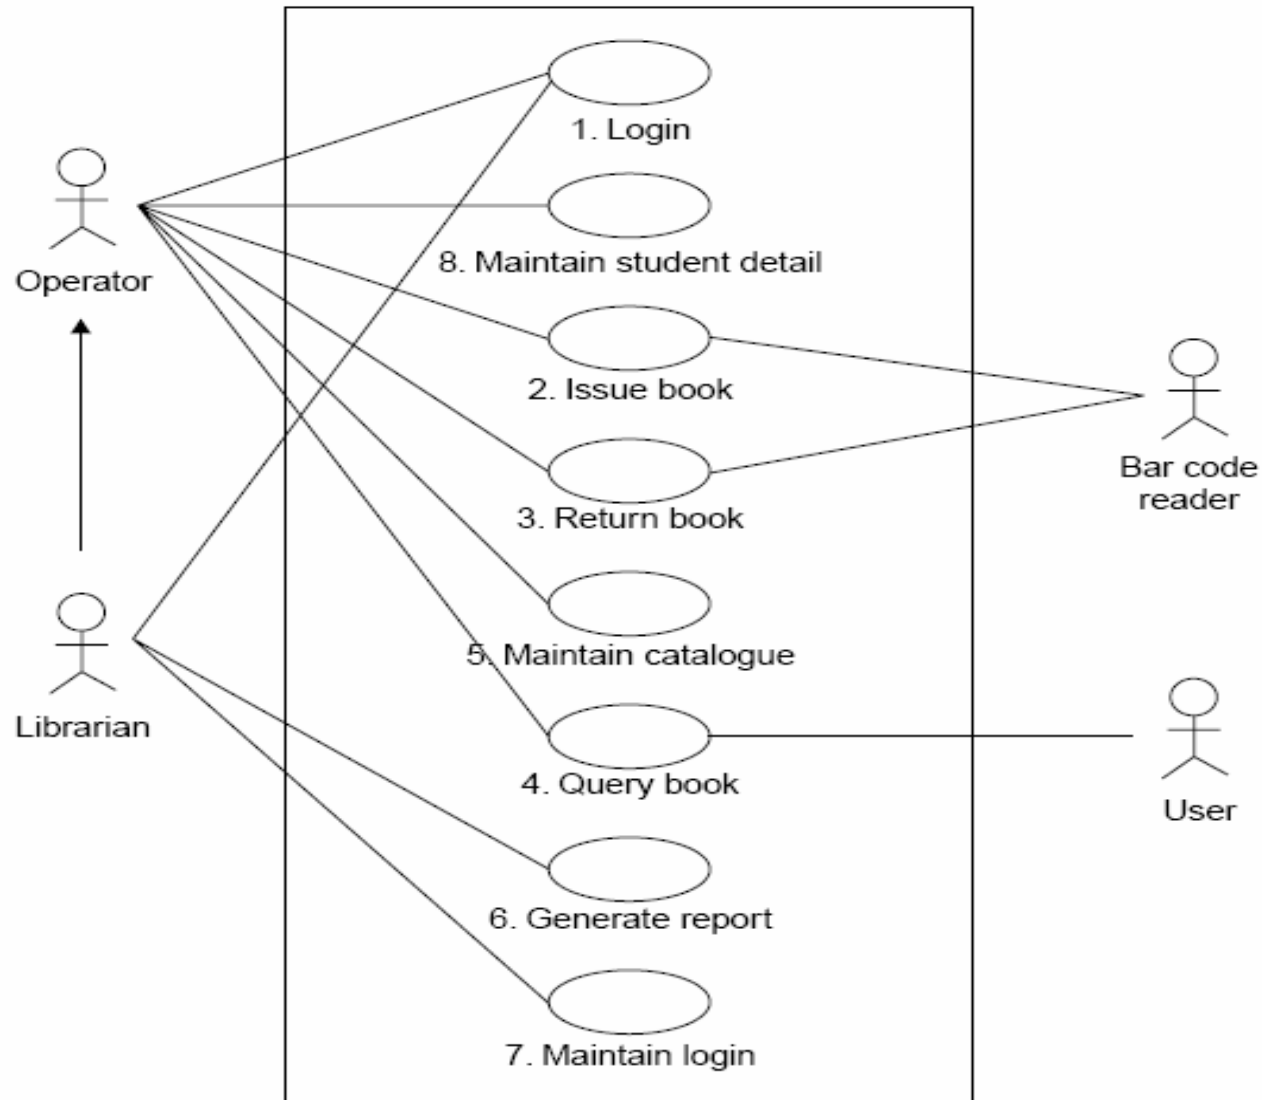 1. Login
8. Maintain student detail
Operator
2. Issue book
Bar code
reader
3. Return book
5. Maintain catalogue
Librarian
4. Query book
User
6. Generate report
7. Maintain login